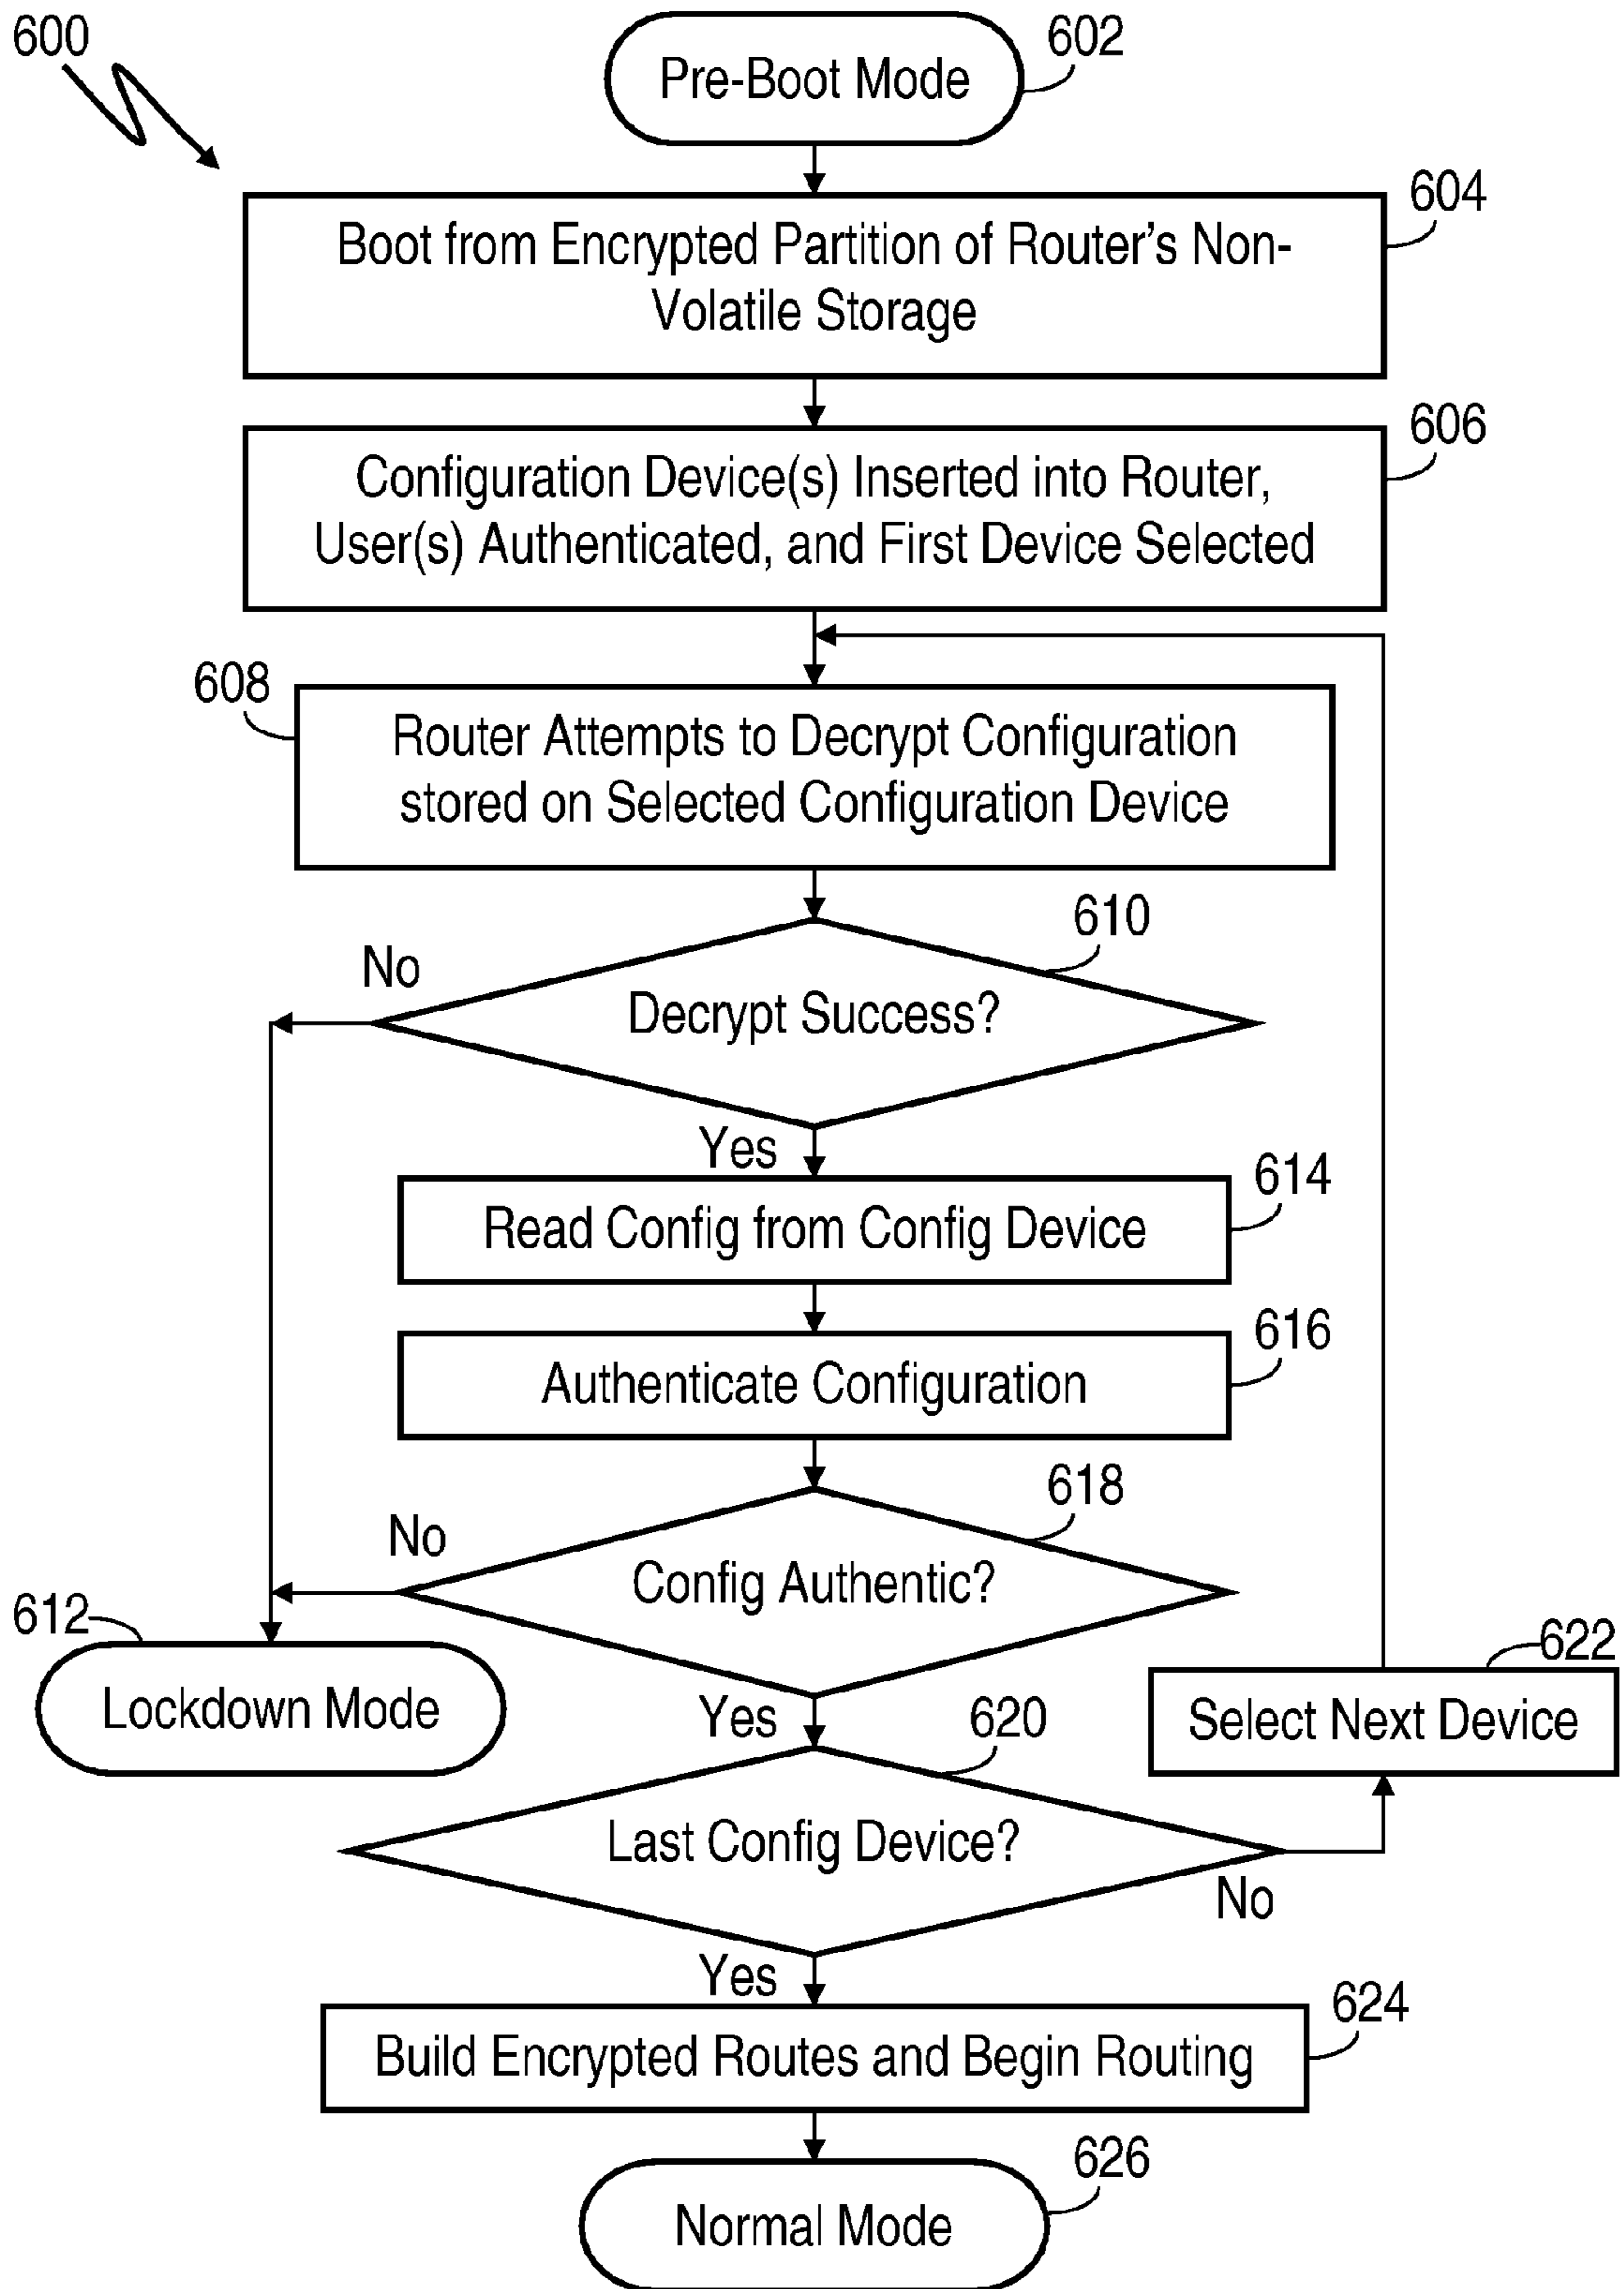 600
Pre-Boot Mode
602
604
Boot from Encrypted Partition of Router's Non-
Volatile Storage
606
Configuration Device(s) Inserted into Router,
User(s) Authenticated, and First Device Selected
608
Router Attempts to Decrypt Configuration
stored on Selected Configuration Device
610
No
Decrypt Success?
Yes
614
Read Config from Config Device
616
Authenticate Configuration
618
No
Config Authentic?
612
Lockdown Mode
622
Select Next Device
Yes
620
Last Config Device?
No
Yes
624
Build Encrypted Routes and Begin Routing
626
Normal Mode